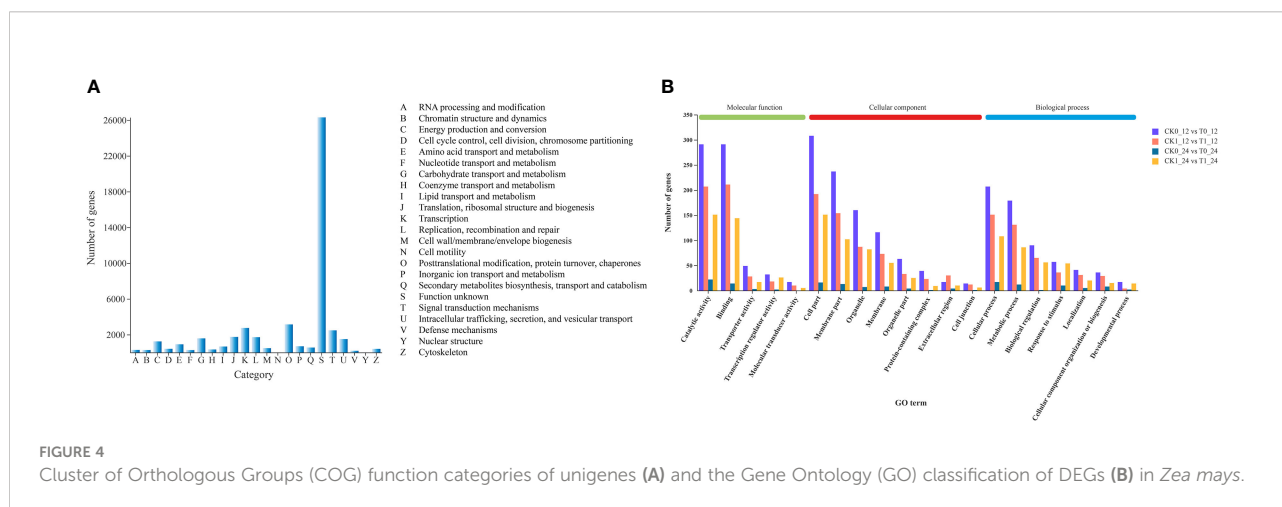 A
26000
22000
18000
14000
10000
6000
2000
Number of genes
A B C D E F G H I J K L M N O P Q S T U V Y Z
Category
A RNA processing and modification
B Chromatin structure and dynamics
C Energy production and conversion
D Cell cycle control, cell division, chromosome partitioning
E Amino acid transport and metabolism
F Nucleotide transport and metabolism
G Carbohydrate transport and metabolism
H Coenzyme transport and metabolism
I Lipid transport and metabolism
J Translation, ribosomal structure and biogenesis
K Transcription
L Replication, recombination and repair
M Cell wall/membrane/envelope biogenesis
N Cell motility
O Posttranslational modification, protein turnover, chaperones
P Inorganic ion transport and metabolism
Q Secondary metabolites biosynthesis, transport and catabolism
S Function unknown
T Signal transduction mechanisms
U Intracellular trafficking, secretion, and vesicular transport
V Defense mechanisms
Y Nuclear structure
Z Cytoskeleton
B
Molecular function
Cellular component
Biological process
350
300
250
200
150
100
50
0
Number of genes
CK0_12 vs T0_12
CK1_12 vs T1_12
CK0_24 vs T0_24
CK1_24 vs T1_24
Catalytic activity
Binding
Transporter activity
Transcription regulator activity
Molecular transducer activity
Cell part
Membrane part
Organelle
Membrane
Organelle part
Protein-containing complex
Extracellular region
Cell junction
Cellular process
Metabolic process
Biological regulation
Response to stimulus
Localization
Cellular component organization or biogenesis
Developmental process
GO term
FIGURE 4
Cluster of Orthologous Groups (COG) function categories of unigenes (A) and the Gene Ontology (GO) classification of DEGs (B) in Zea mays.